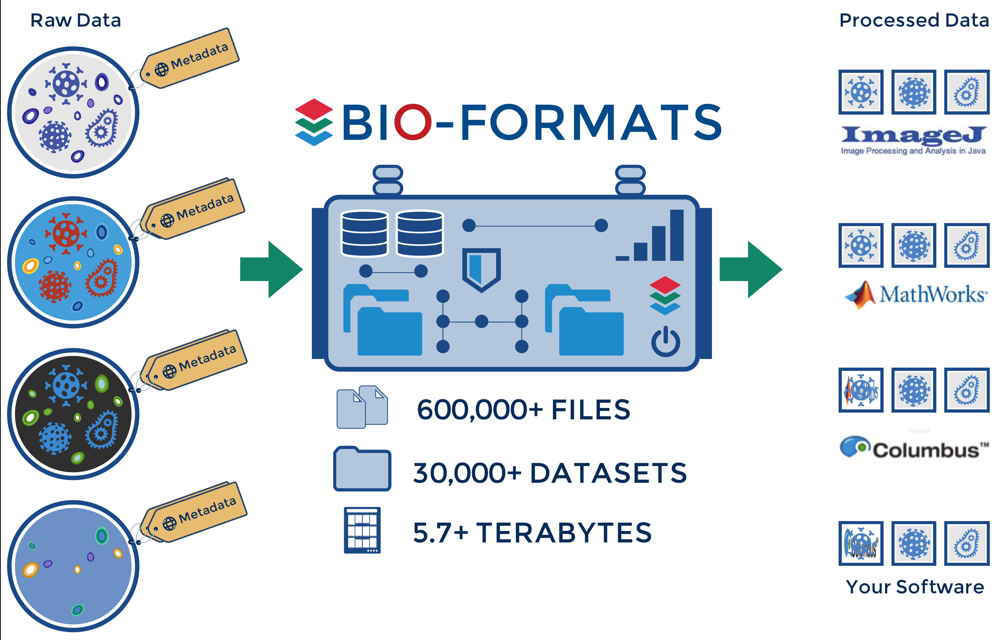 Raw Data
Processed Data
Metadata
BIO-FORMATS
ImageJ
Image Processing and Analysis in Java
Metadata
MathWorks®
Metadata
600,000+ FILES
Columbus™
30,000+ DATASETS
Metadata
5.7+ TERABYTES
Columbus
Your Software